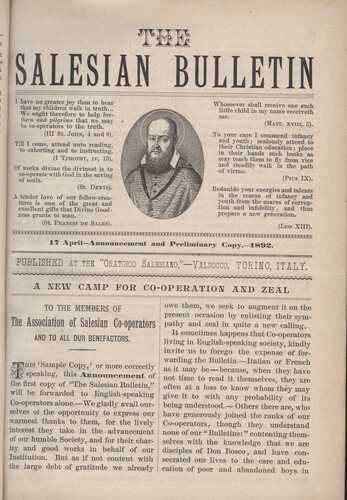 THE
SALESIAN BULLETIN
I have no greater joy than to hear
that my children walk in truth...
We ought therefore to help bre-
thren and pilgrims that we may
be co-operators to the truth.
(III St. John, 4 and 8).
Till I come, attend unto reading,
to exhorting and to instructing.
(I Timothy, iv, 13).
Of works divine the divinest is to
co-operate with God in the saving
of souls.
(St. Denys).
A tender love of our fellow-crea-
tures is one of the great and
excellent gifts that Divine Good-
ness grants to man.
(St. Francis de Sales).
Whosoever shall receive one such
little child in my name receiveth
me.
(Matt. xviii, 5).
To your care I commend infancy
and youth; zealously attend to
their Christian education; place
in their hands such books as
may teach them to fly from vice
and steadily walk in the path
of virtue.
(Pius IX).
Redouble your energies and talents
in the rescue of infancy and
youth from the snares of corrup-
tion and infidelity, and thus
prepare a new generation.
(Leo XIII).
17 April—Announcement and Preliminary Copy.—1892.
PUBLISHED AT THE "ORATORIO SALESIANO,"—VALDOCCO, TORINO, ITALY.
A NEW CAMP FOR CO-OPERATION AND ZEAL
TO THE MEMBERS OF
The Association of Salesian Co-operators
AND TO ALL OUR BENEFACTORS.
This 'Sample Copy,' or more correctly
speaking, this Announcement of
the first copy of "The Salesian Bulletin,"
will be forwarded to English-speaking
Co-operators alone.—We gladly avail our-
selves of the opportunity to express our
warmest thanks to them, for the lively
interest they take in the advancement
of our humble Society, and for their char-
ity and good works in behalf of our
Institution. But as if not content with
the large debt of gratitude we already
owe them, we seek to augment it on the
present occasion by enlisting their sym-
pathy and zeal in quite a new calling.
It sometimes happens that Co-operators
living in English-speaking society, kindly
invite us to forego the expense of for-
warding the Bulletin—Italian or French
as it may be— because, when they have
not time to read it themselves, they are
often at a loss to know whom they may
give it to with any probability of its
being understood.— Others there are, who
have generously joined the ranks of our
Co-operators, though they understand
none of our "Bulletins:" contenting them-
selves with the knowledge that we are
disciples of Don Bosco, and have con-
secrated our lives to the care and edu-
cation of poor and abandoned boys in